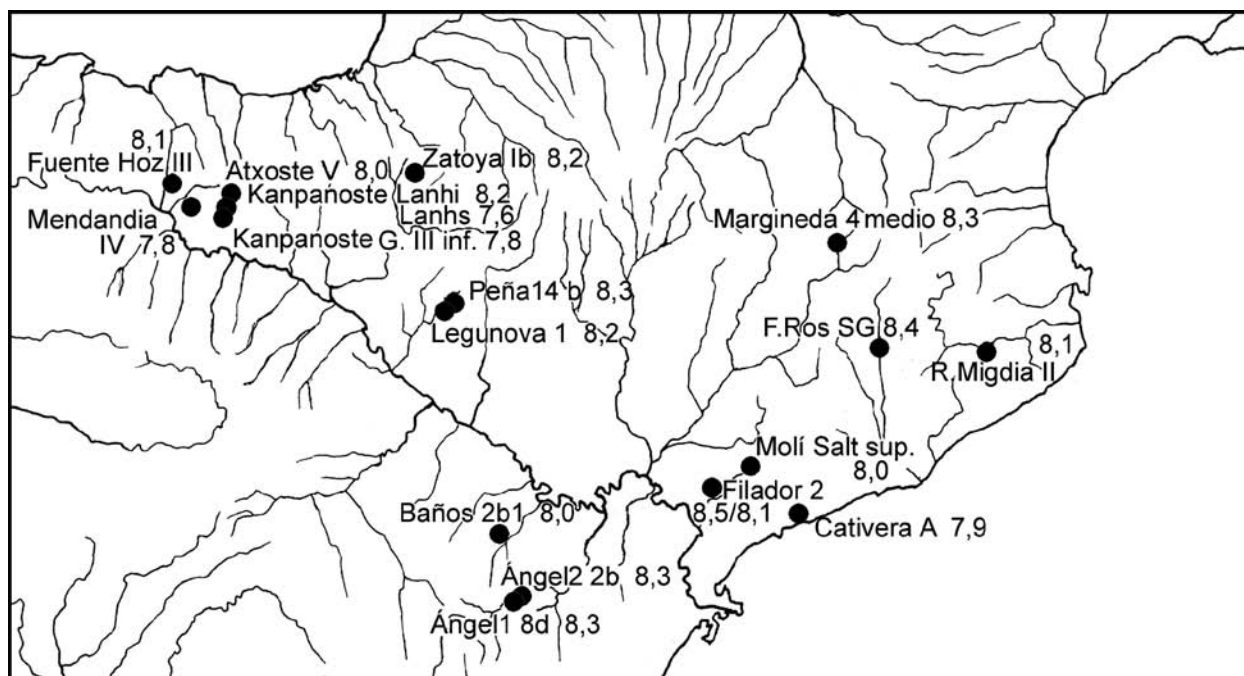 8,1
Fuente Hoz III
Atxoste V 8,0
Kanpanoste Lanhi 8,2
Lanhs 7,6
Mendandia
IV 7,8
Kanpanoste G. III inf. 7,8
Zatoya Ib 8,2
Peña14 b 8,3
Legunova 1 8,2
Margineda 4 medio 8,3
F.Ros SG 8,4
8,1
R.Migdia II
Molí Salt sup.
8,0
Filador 2
8,5/8,1
Cativera A 7,9
Baños 2b1 8,0
Ángel2 2b 8,3
Ángel1 8d 8,3